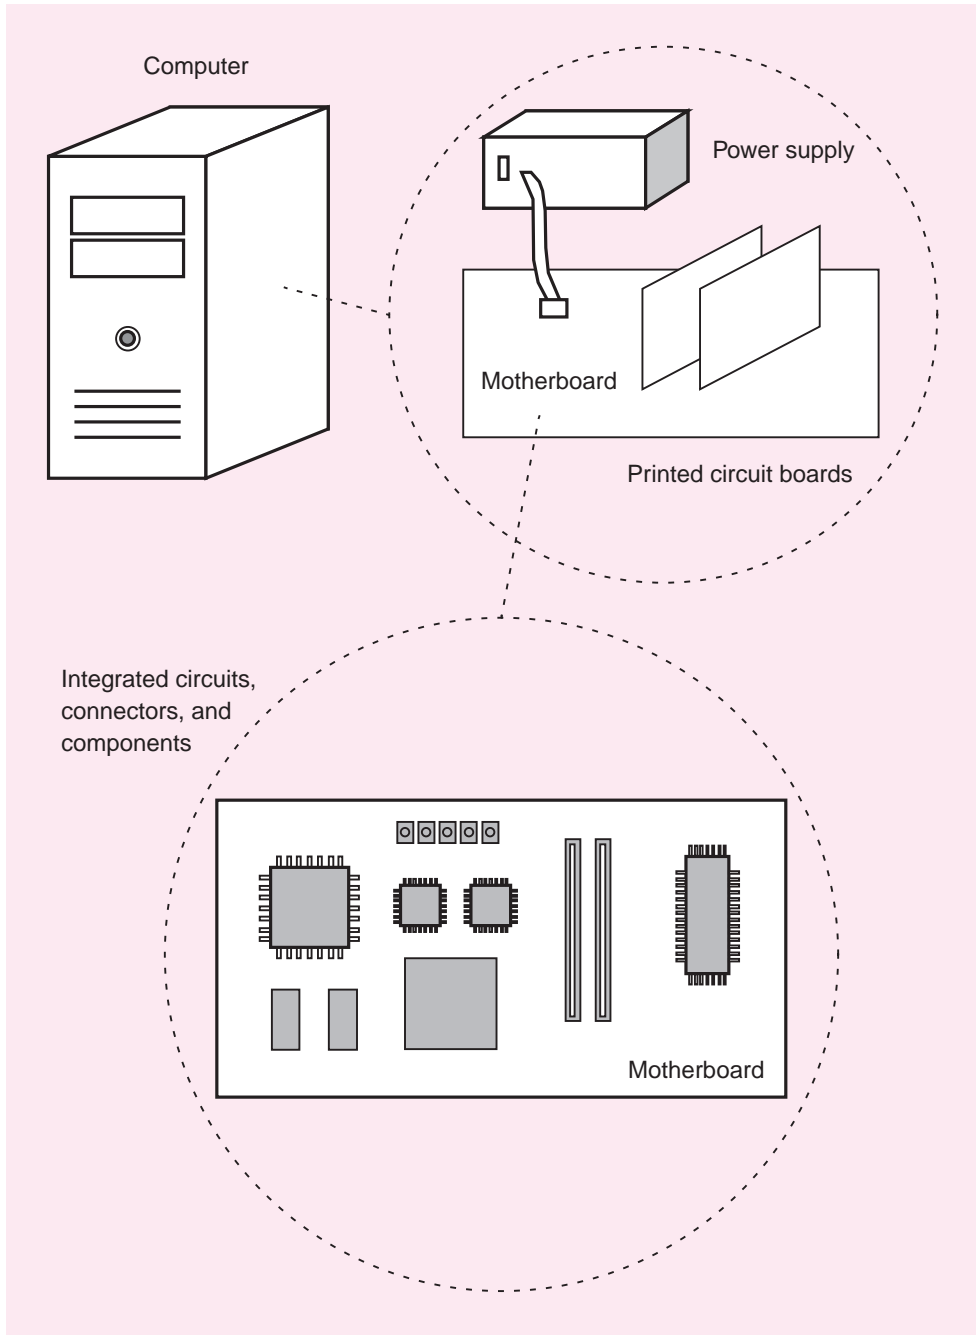 Computer
Power supply
Motherboard
Printed circuit boards
Integrated circuits,
connectors, and
components
Motherboard